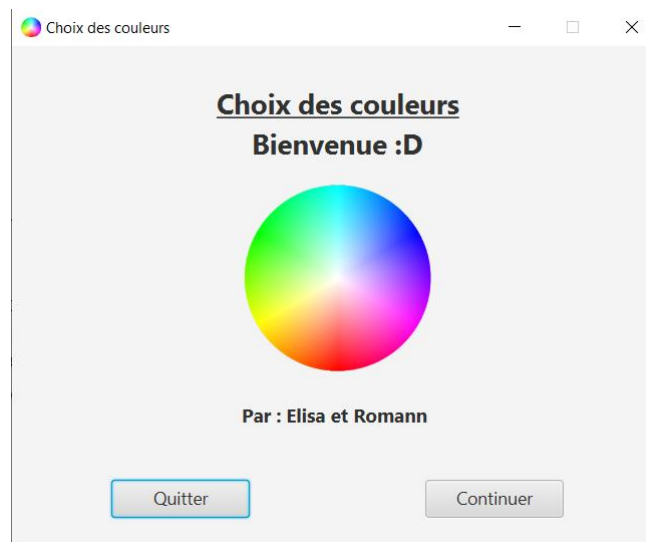 Choix des couleurs
Choix des couleurs
Bienvenue :D
Par : Elisa et Romann
Quitter
Continuer